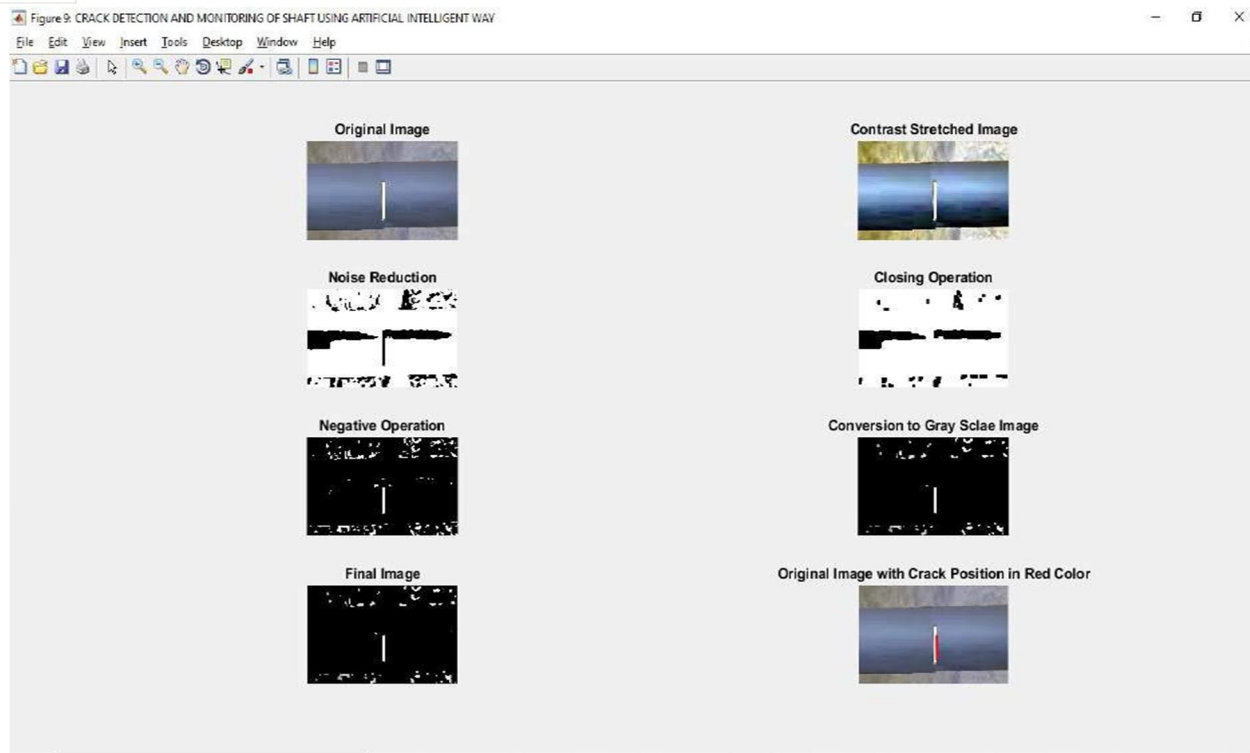 Figure 9: CRACK DETECTION AND MONITORING OF SHAFT USING ARTIFICIAL INTELLIGENT WAY
File Edit View Insert Tools Desktop Window Help
Original Image
Contrast Stretched Image
Noise Reduction
Closing Operation
Negative Operation
Conversion to Gray Sclae Image
Final Image
Original Image with Crack Position in Red Color